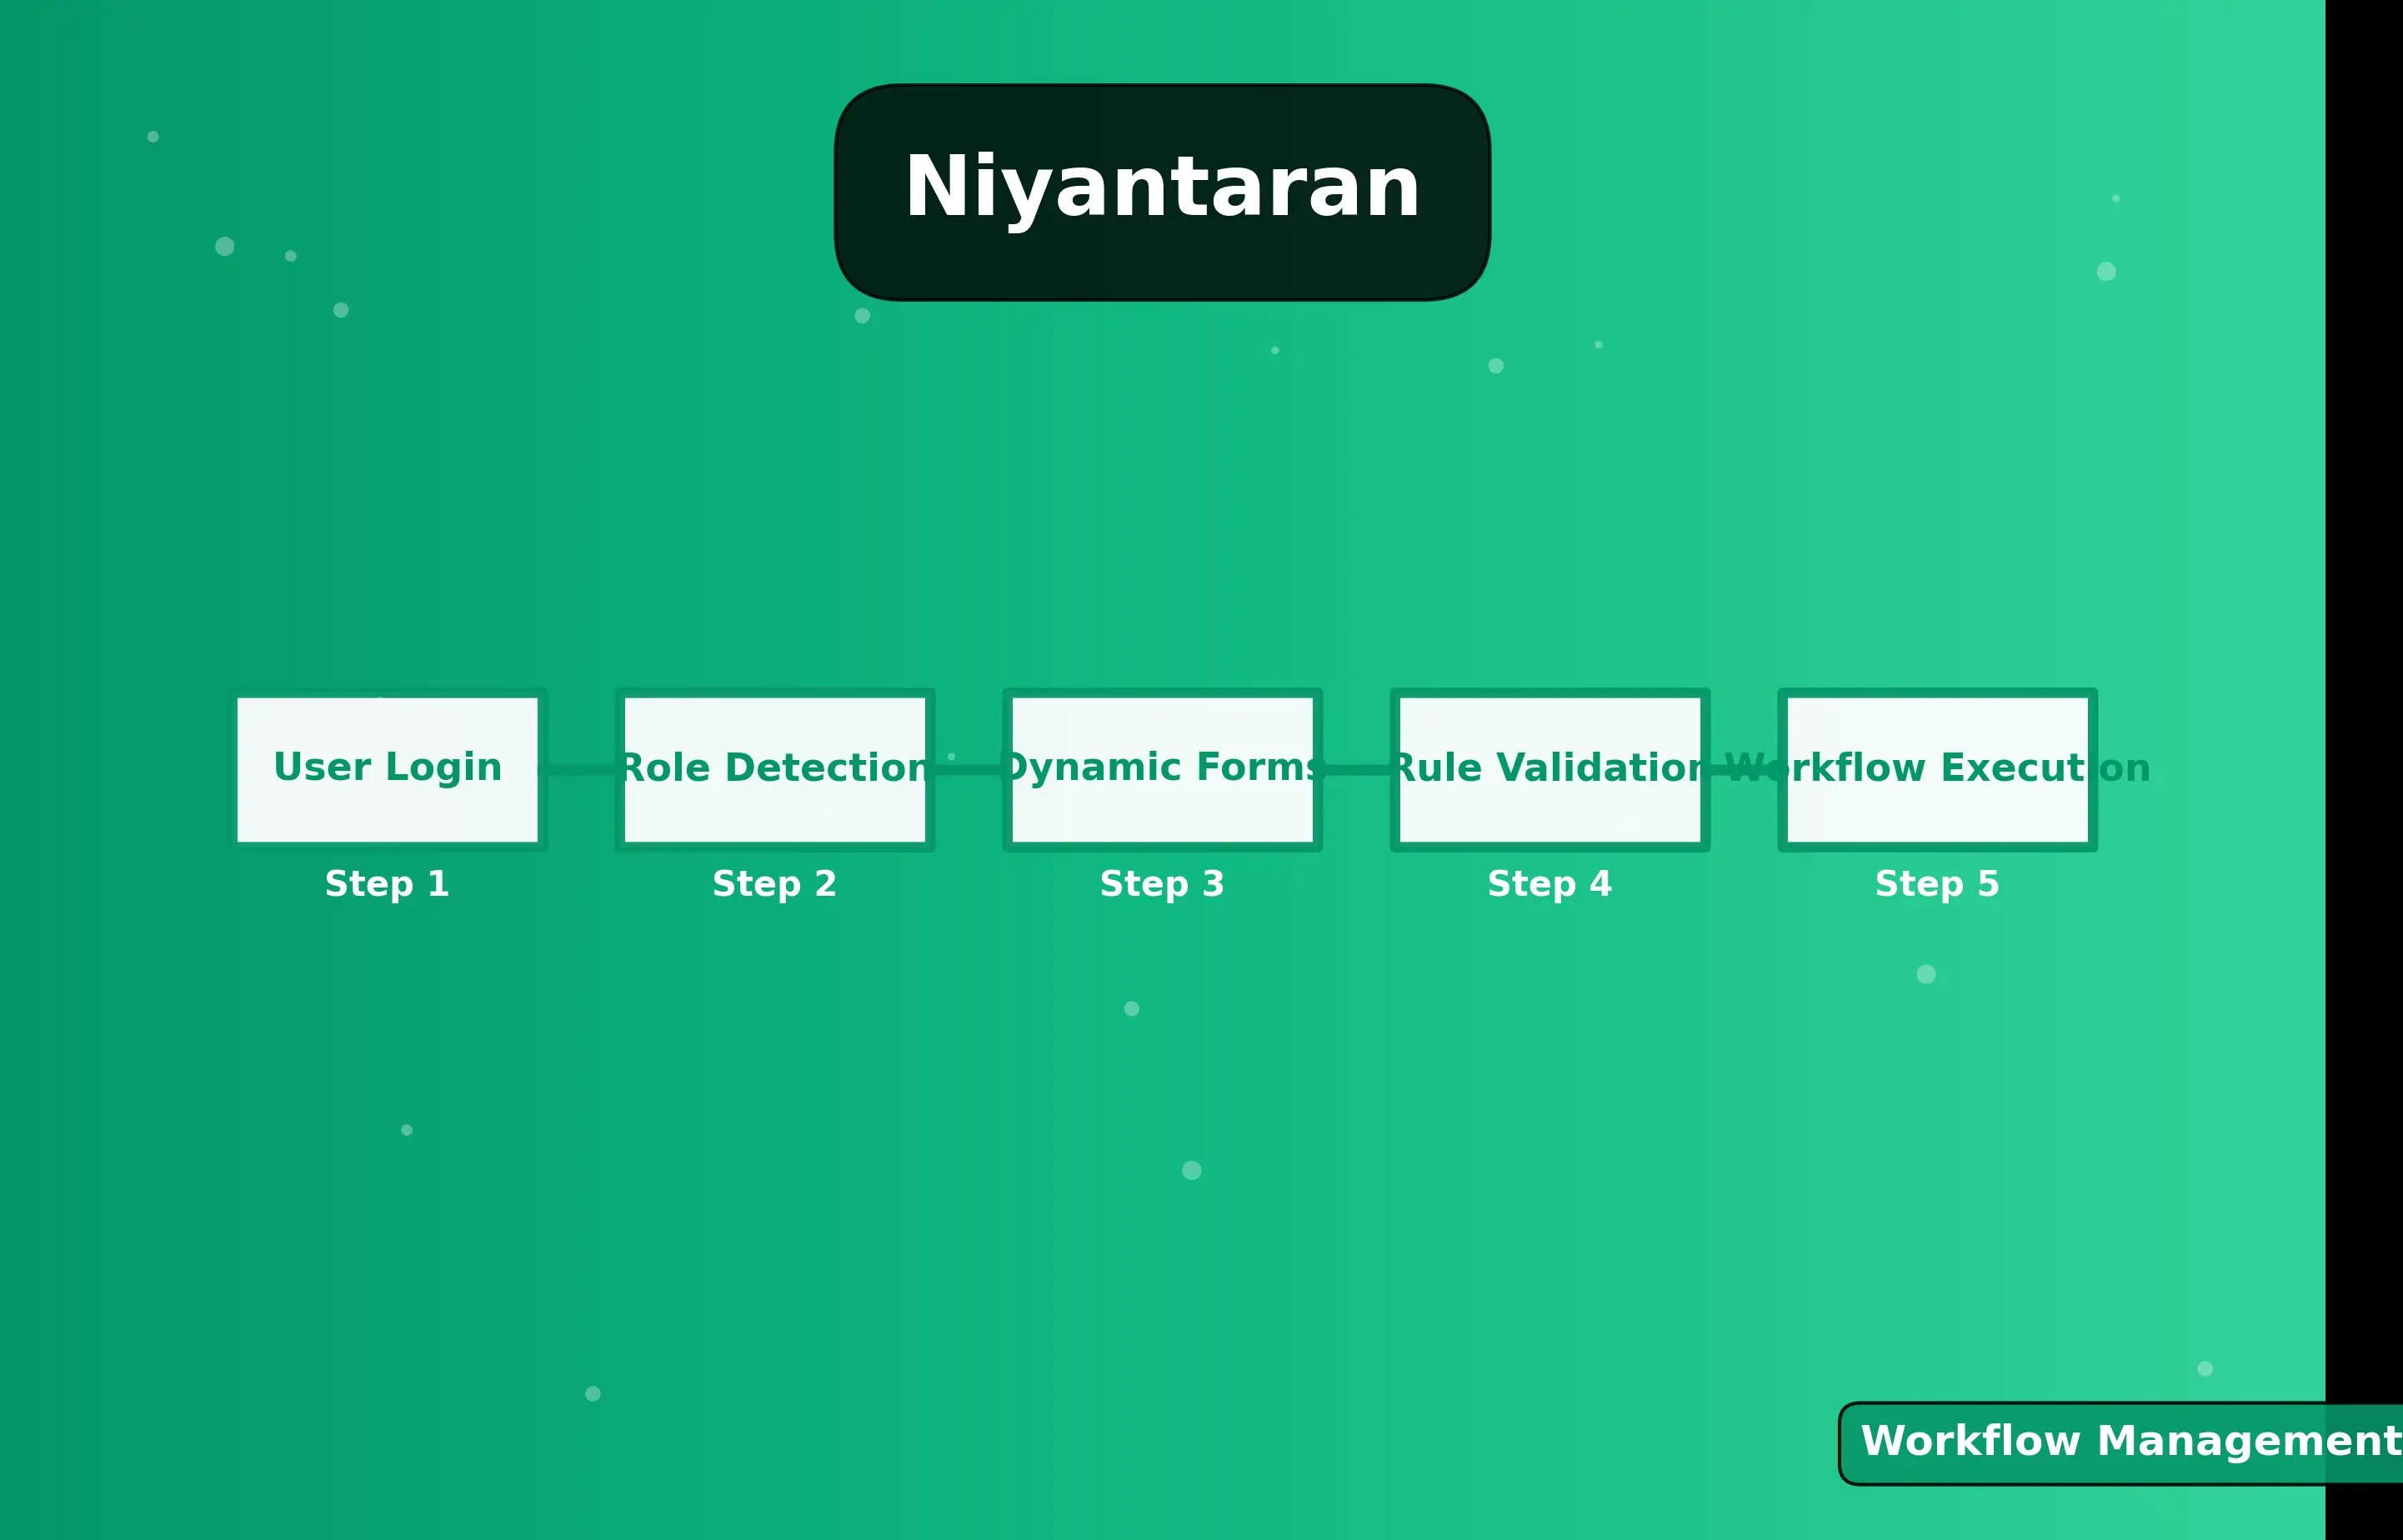 Niyantaran
User Login
Role Detection
Dynamic Forms
Rule Validation
Workflow Execution
Step 1
Step 2
Step 3
Step 4
Step 5
Workflow Management